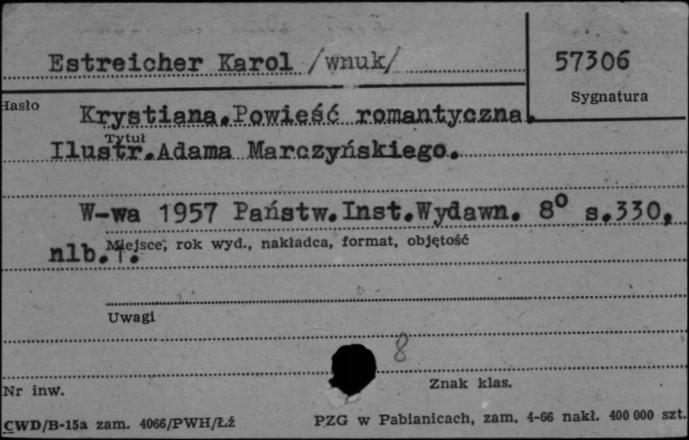 Estreicher Karol /wnuk/
57306
Sygnatura
Hasło
Krystiana.Powieść romantyczna.
Tytuł
Ilustr.Adama Marczyńskiego.
W-wa 1957 Państw.Inst.Wydawn. 8° s.330,
Miejsce, rok wyd., nakładca, format, objętość
nlb.
Uwagi
8
Nr inw.
Znak klas.
CWD/B-15a zam. 4066/PWH/Łź
PZG w Pabianicach, zam. 4-66 nakł. 400 000 szt.